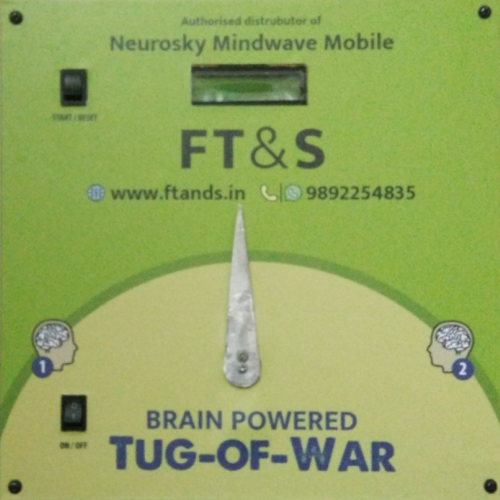 Authorised distrubutor of
Neurosky Mindwave Mobile
START / RESET
FT&S
www.ftands.in 9892254835
1
2
ON / OFF
BRAIN POWERED
TUG-OF-WAR